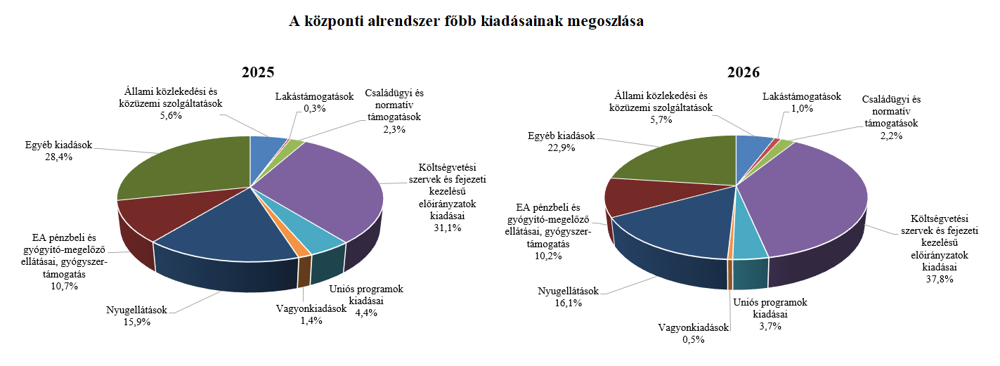 A központi alrendszer főbb kiadásainak megoszlása
2025
Állami közlekedési és
közüzemi szolgáltatások
5,6%
Lakástámogatások
0,3%
Családügyi és
normatív
támogatások
2,3%
Egyéb kiadások
28,4%
Költségvetési
szervek és fejezeti
kezelésű
előirányzatok
kiadásai
31,1%
EA pénzbeli és
gyógyító-megelőző
ellátásai, gyógyszer-
támogatás
10,7%
Nyugellátások
15,9%
Vagyonkiadások
1,4%
Uniós programok
kiadásai
4,4%
2026
Állami közlekedési és
közüzemi szolgáltatások
5,7%
Lakástámogatások
1,0%
Családügyi és
normatív
támogatások
2,2%
Egyéb kiadások
22,9%
EA pénzbeli és
gyógyító-megelőző
ellátásai, gyógyszer-
támogatás
10,2%
Költségvetési
szervek és fejezeti
kezelésű
előirányzatok
kiadásai
37,8%
Nyugellátások
16,1%
Vagyonkiadások
0,5%
Uniós programok
kiadásai
3,7%